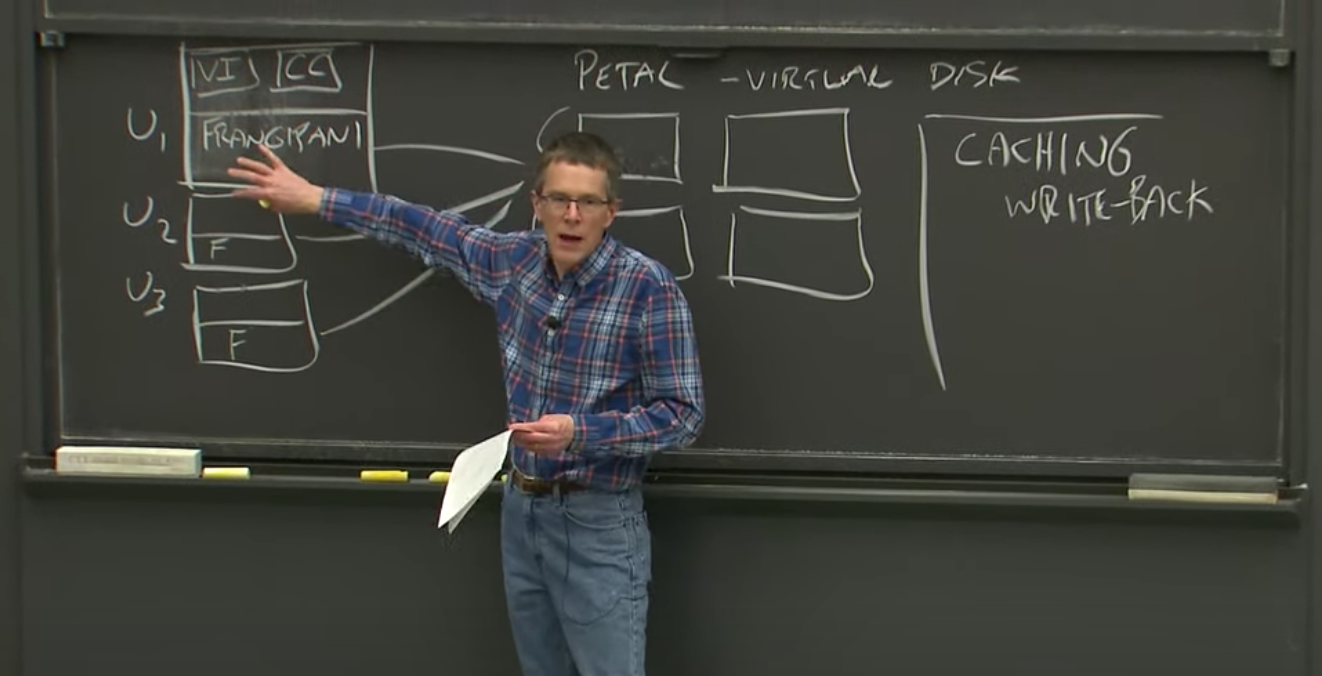 VI CC
PETAL - VIRTUAL DISK
U1 FRANGIPANI
CACHING
WRITE-BACK
U2 F
U3 F